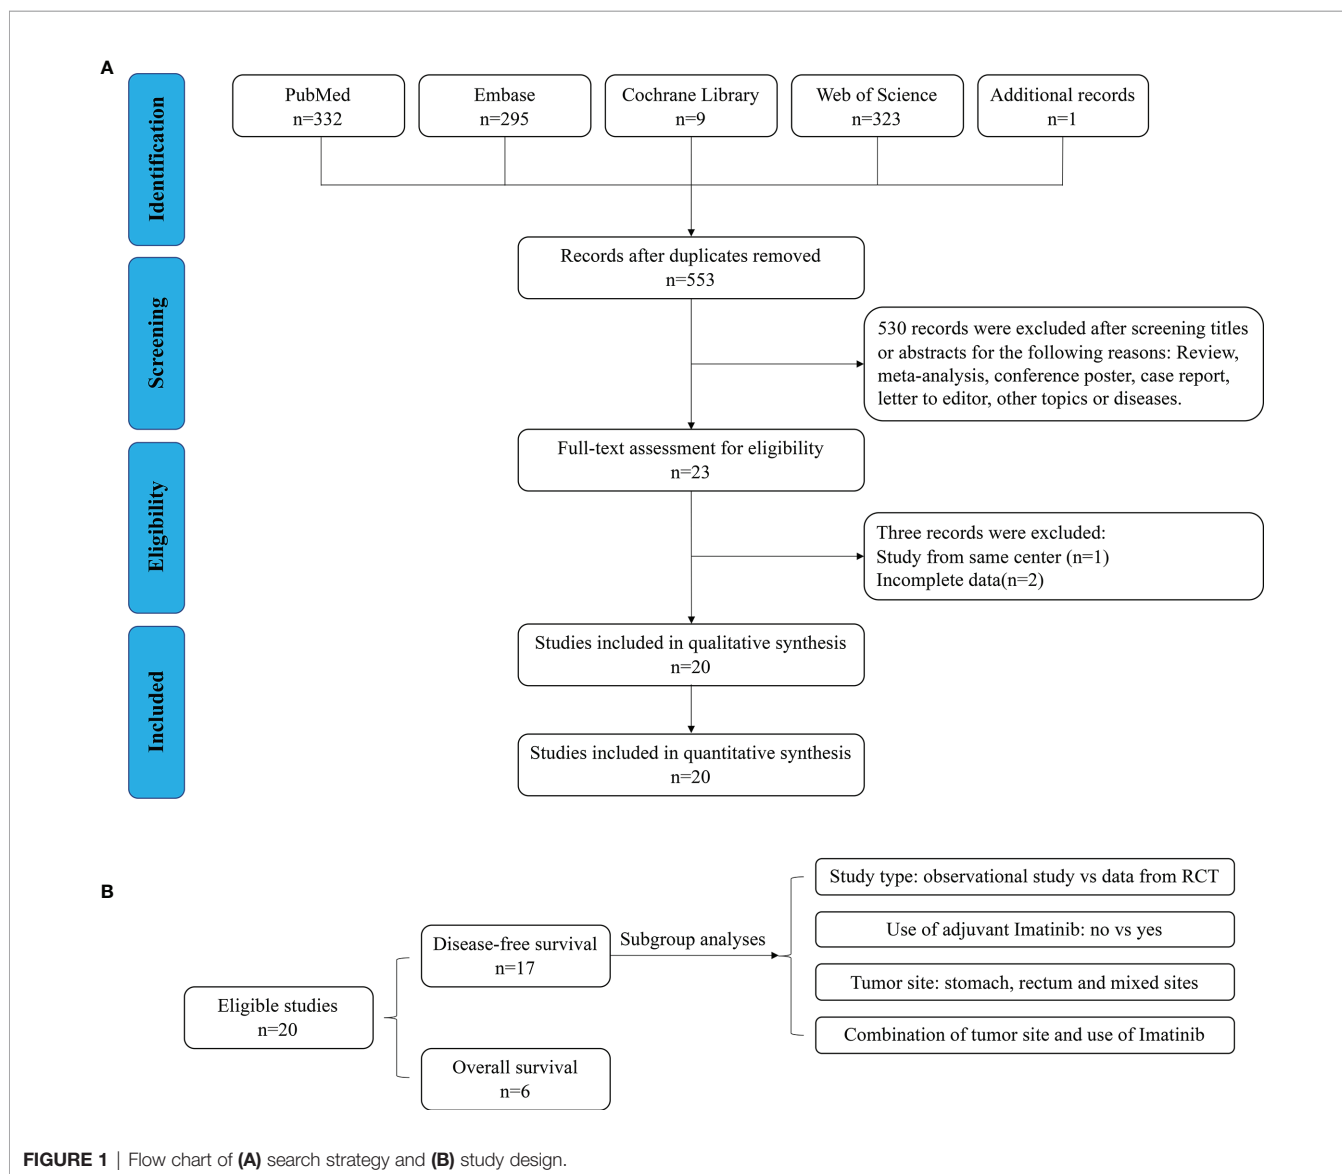 A
Identification
PubMed
n=332
Embase
n=295
Cochrane Library
n=9
Web of Science
n=323
Additional records
n=1
Records after duplicates removed
n=553
Screening
530 records were excluded after screening titles
or abstracts for the following reasons: Review,
meta-analysis, conference poster, case report,
letter to editor, other topics or diseases.
Full-text assessment for eligibility
n=23
Eligibility
Three records were excluded:
Study from same center (n=1)
Incomplete data(n=2)
Included
Studies included in qualitative synthesis
n=20
Studies included in quantitative synthesis
n=20
B
Eligible studies
n=20
Disease-free survival
n=17
Overall survival
n=6
Subgroup analyses
Study type: observational study vs data from RCT
Use of adjuvant Imatinib: no vs yes
Tumor site: stomach, rectum and mixed sites
Combination of tumor site and use of Imatinib
FIGURE 1 | Flow chart of (A) search strategy and (B) study design.